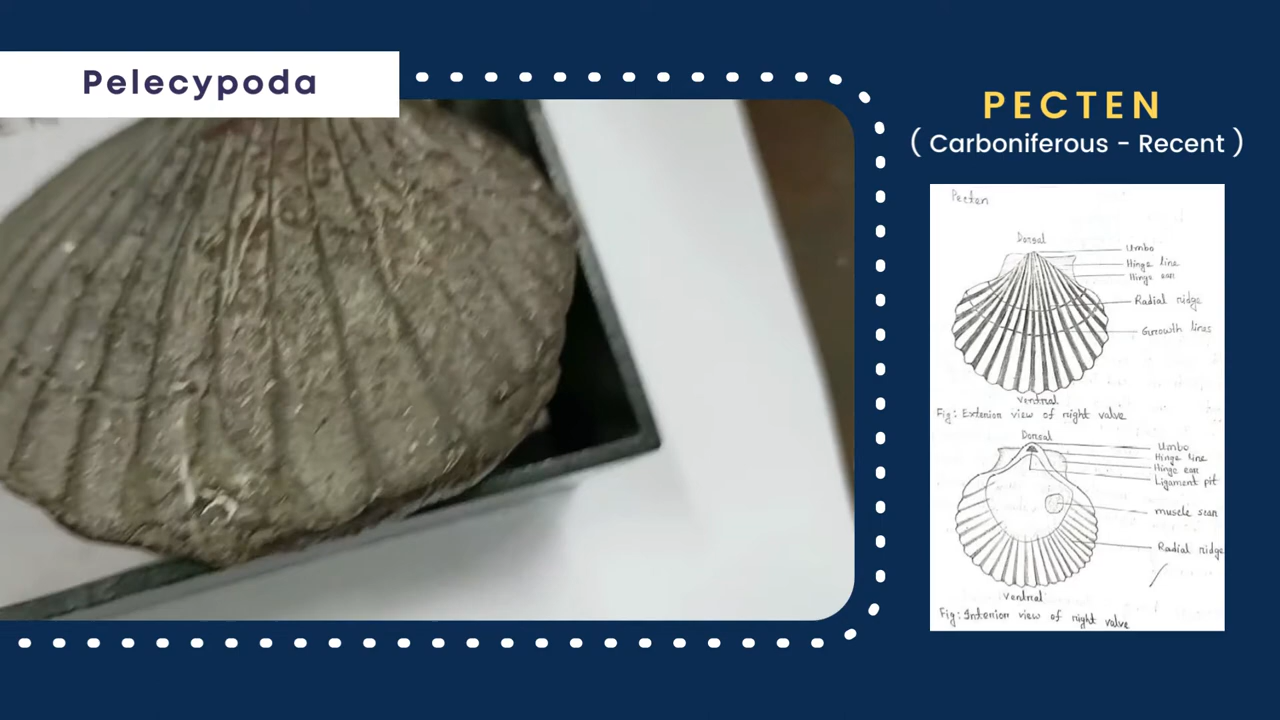 Pelecypoda
PECTEN
( Carboniferous - Recent )
Pecten
Dorsal
Umbo
Hinge line
Hinge ear
Radial ridge
Growth lines
Ventral
Fig: Exterior view of right valve
Dorsal
Umbo
Hinge line
Hinge ear
Ligament pit
muscle scar
Radial ridge
Ventral
Fig: Interior view of right valve